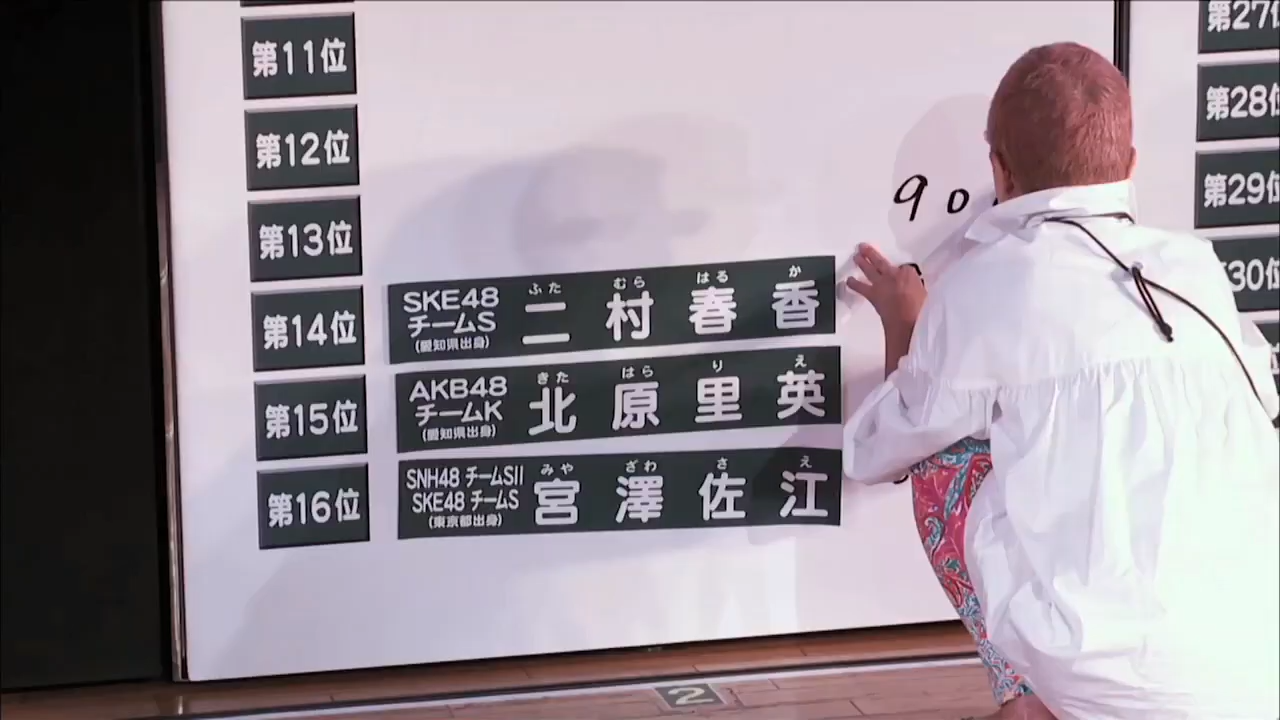 第11位
第12位
第13位
第14位
SKE48
チームS
(愛知県出身)
ふた むら はる か
二村春香
第15位
AKB48
チームK
(愛知県出身)
きた はら り え
北原里英
第16位
SNH48 チームSII
SKE48 チームS
(東京都出身)
みや ざわ さ え
宮澤佐江
90
第27位
第28位
第29位
30位
2